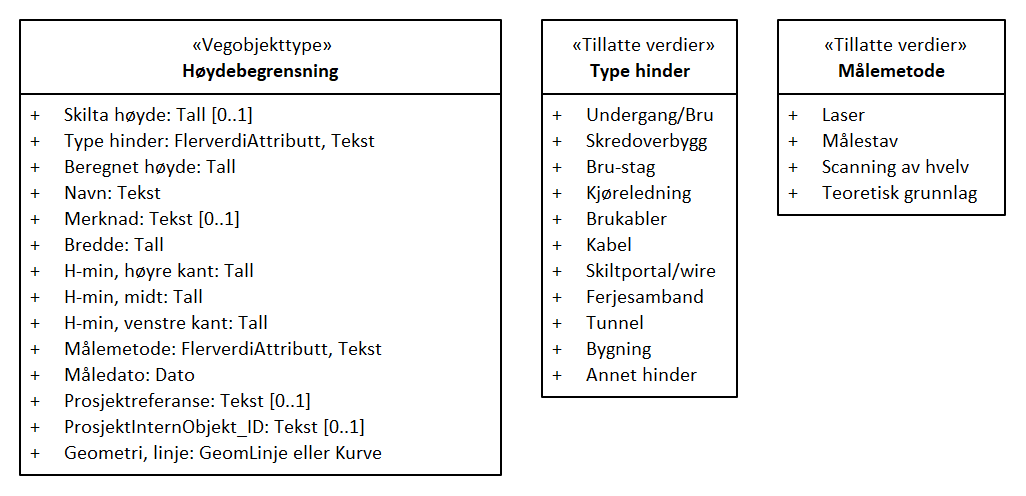 «Vegobjekttype»
Høydebegrensning
+ Skilta høyde: Tall [0..1]
+ Type hinder: FlerverdiAttributt, Tekst
+ Beregnet høyde: Tall
+ Navn: Tekst
+ Merknad: Tekst [0..1]
+ Bredde: Tall
+ H-min, høyre kant: Tall
+ H-min, midt: Tall
+ H-min, venstre kant: Tall
+ Målemetode: FlerverdiAttributt, Tekst
+ Måledato: Dato
+ Prosjektreferanse: Tekst [0..1]
+ ProsjektInternObjekt_ID: Tekst [0..1]
+ Geometri, linje: GeomLinje eller Kurve
«Tillatte verdier»
Type hinder
+ Undergang/Bru
+ Skredoverbygg
+ Bru-stag
+ Kjøreledning
+ Brukabler
+ Kabel
+ Skiltportal/wire
+ Ferjesamband
+ Tunnel
+ Bygning
+ Annet hinder
«Tillatte verdier»
Målemetode
+ Laser
+ Målestav
+ Scanning av hvelv
+ Teoretisk grunnlag